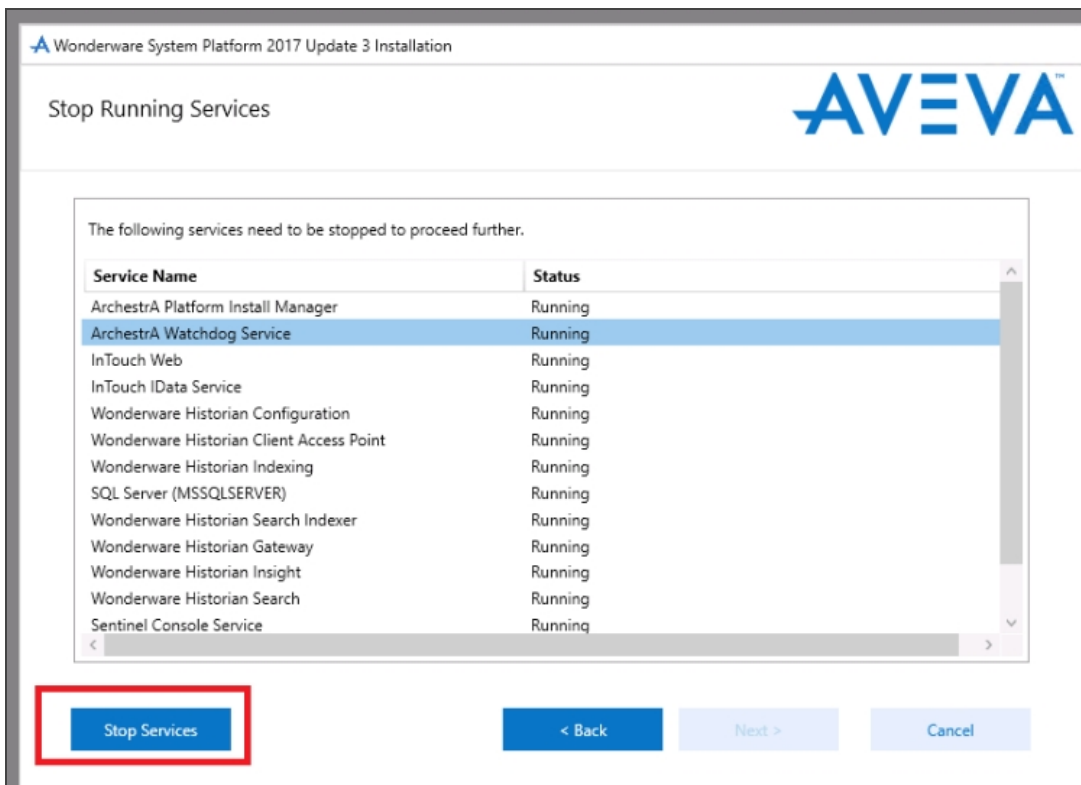 Wonderware System Platform 2017 Update 3 Installation
Stop Running Services
AVEVA™
The following services need to be stopped to proceed further.
Service Name Status
ArchestrA Platform Install Manager Running
ArchestrA Watchdog Service Running
InTouch Web Running
InTouch IData Service Running
Wonderware Historian Configuration Running
Wonderware Historian Client Access Point Running
Wonderware Historian Indexing Running
SQL Server (MSSQLSERVER) Running
Wonderware Historian Search Indexer Running
Wonderware Historian Gateway Running
Wonderware Historian Insight Running
Wonderware Historian Search Running
Sentinel Console Service Running
Stop Services < Back Next > Cancel